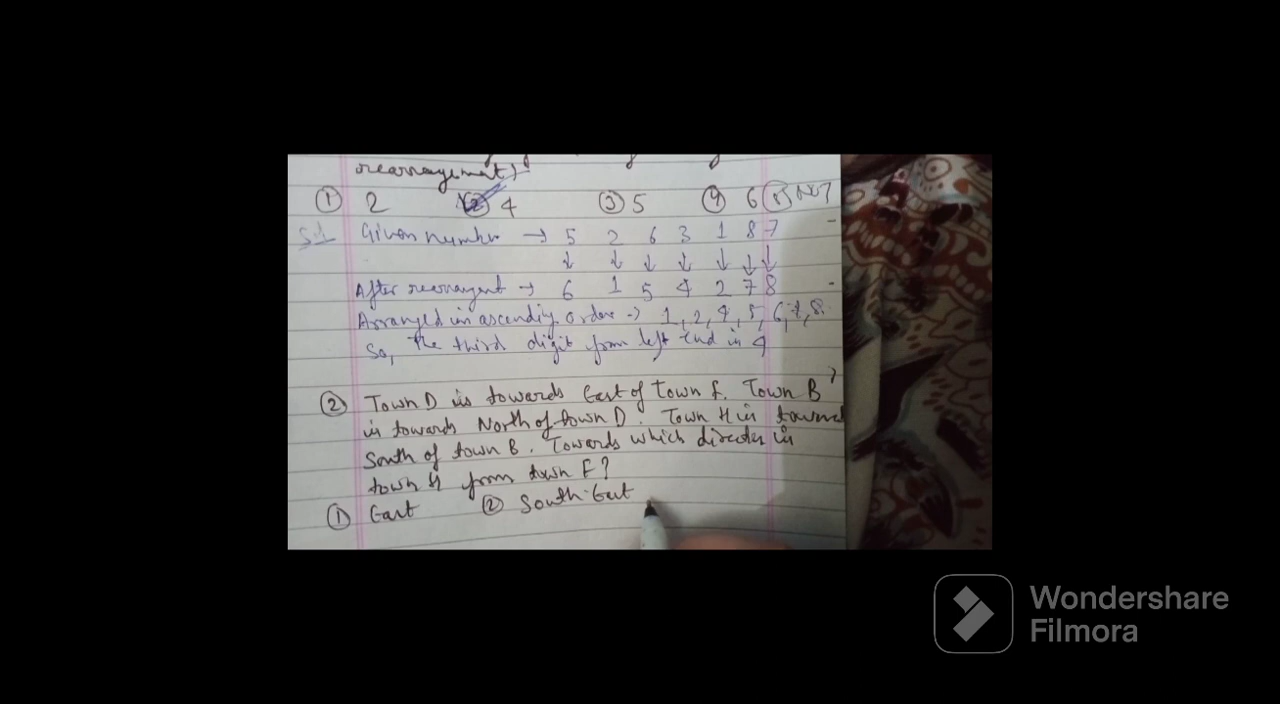 rearrangement)-
① 2 ② 4 ③ 5 ④ 6 ⑤ No7
S-1 Given number → 5 2 6 3 1 8 7
↓ ↓ ↓ ↓ ↓ ↓ ↓
After rearrangent → 6 1 5 4 2 7 8
Arranged in ascending order → 1, 2, 4, 5, 6, 7, 8.
So, the third digit from left end is 4
② Town D is towards East of Town F. Town B
is towards North of town D. Town H is toward
South of town B. Towards which direction is
town H from town F?
① East ② South-East
Wondershare
Filmora